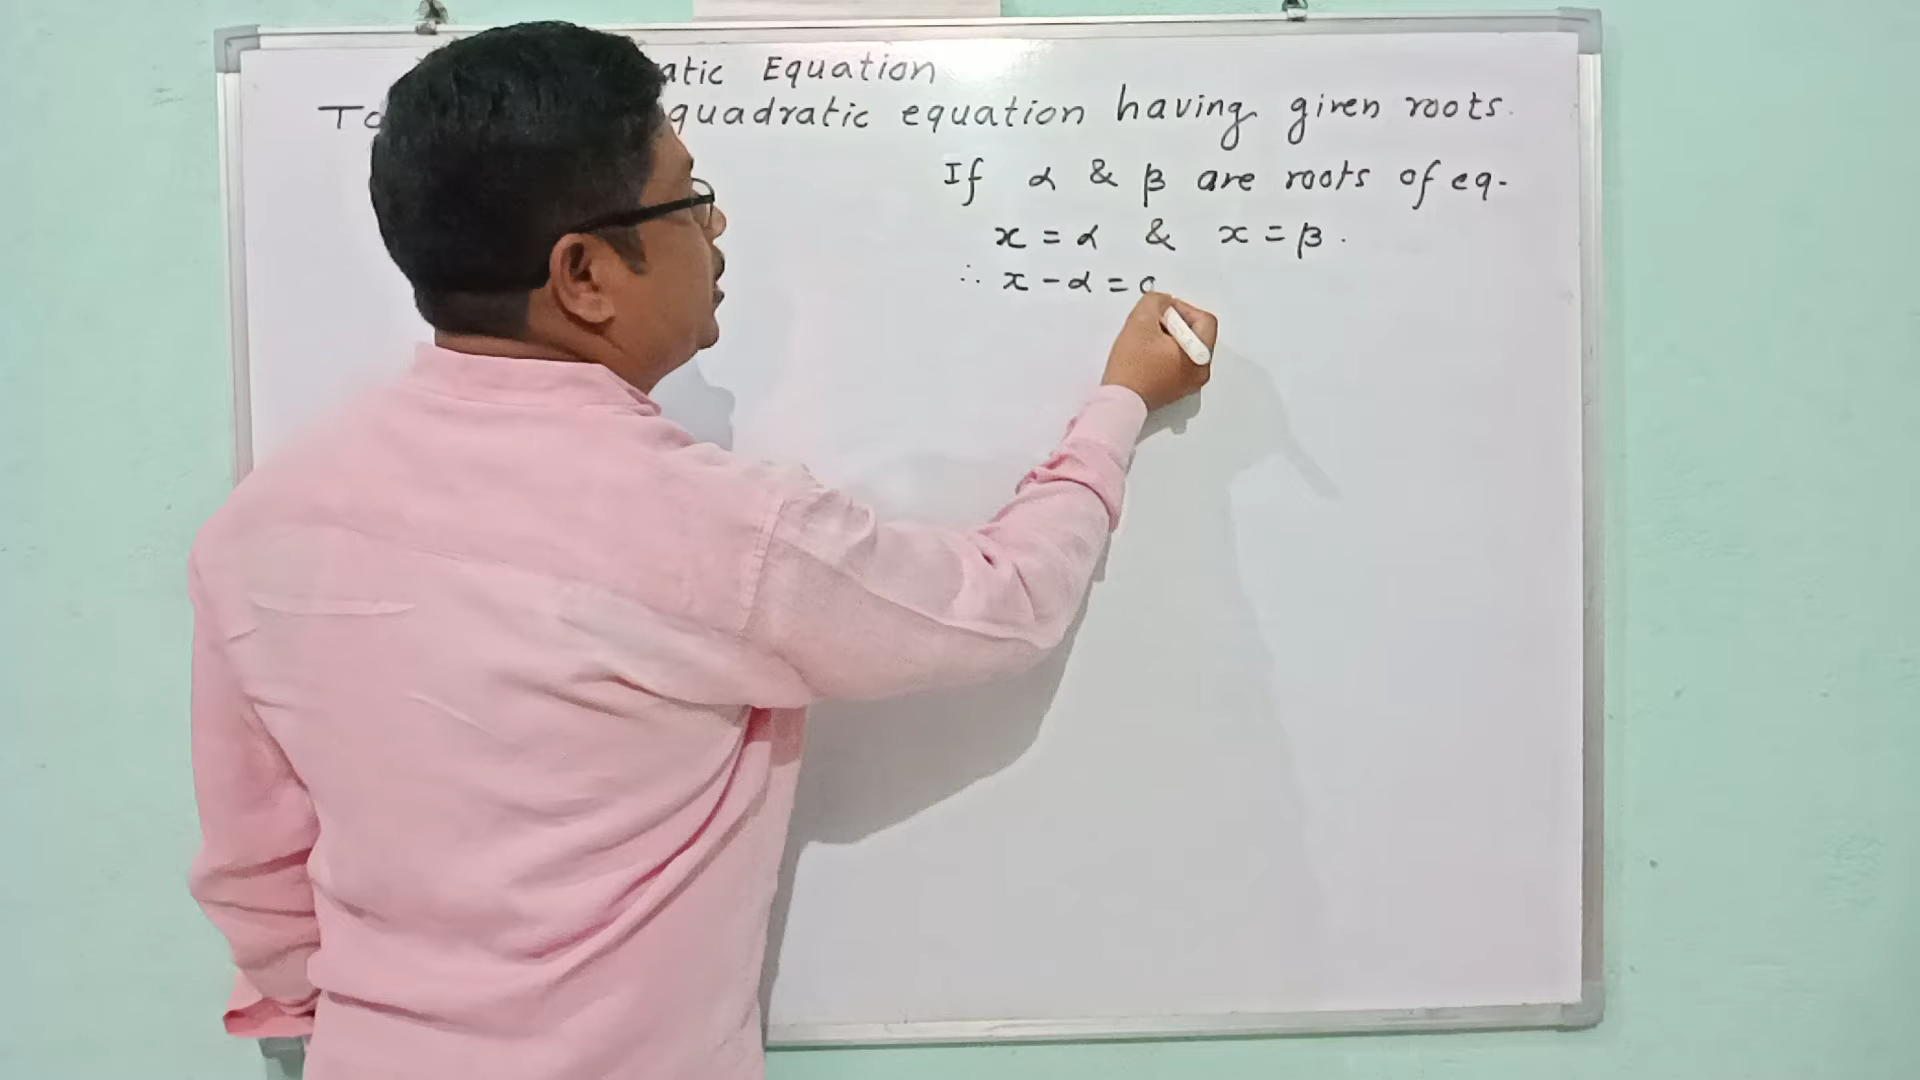 atic Equation
To quadratic equation having given roots.
If α & β are roots of eq.
x = α & x = β.
∴ x - α = 0